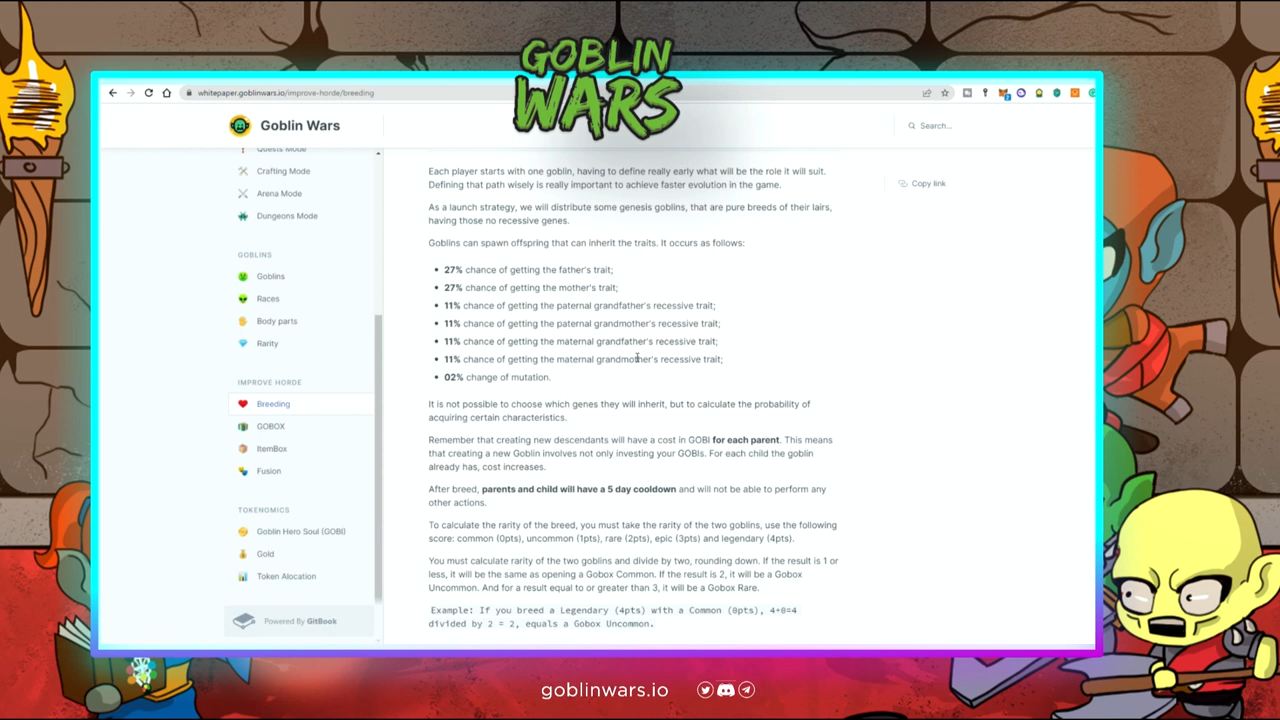 GOBLIN
WARS
whitepaper.goblinwars.io/improve-horde/breeding
Goblin Wars
Search...
Quests Mode
Crafting Mode
Arena Mode
Dungeons Mode
GOBLINS
Goblins
Races
Body parts
Rarity
IMPROVE HORDE
Breeding
GOBOX
ItemBox
Fusion
TOKENOMICS
Goblin Hero Soul (GOBI)
Gold
Token Alocation
Powered By GitBook
Each player starts with one goblin, having to define really early what will be the role it will suit.
Defining that path wisely is really important to achieve faster evolution in the game.
As a launch strategy, we will distribute some genesis goblins, that are pure breeds of their lairs,
having those no recessive genes.
Goblins can spawn offspring that can inherit the traits. It occurs as follows:
• 27% chance of getting the father's trait;
• 27% chance of getting the mother's trait;
• 11% chance of getting the paternal grandfather's recessive trait;
• 11% chance of getting the paternal grandmother's recessive trait;
• 11% chance of getting the maternal grandfather's recessive trait;
• 11% chance of getting the maternal grandmother's recessive trait;
• 02% change of mutation.
It is not possible to choose which genes they will inherit, but to calculate the probability of
acquiring certain characteristics.
Remember that creating new descendants will have a cost in GOBI for each parent. This means
that creating a new Goblin involves not only investing your GOBIs. For each child the goblin
already has, cost increases.
After breed, parents and child will have a 5 day cooldown and will not be able to perform any
other actions.
To calculate the rarity of the breed, you must take the rarity of the two goblins, use the following
score: common (0pts), uncommon (1pts), rare (2pts), epic (3pts) and legendary (4pts).
You must calculate rarity of the two goblins and divide by two, rounding down. If the result is 1 or
less, it will be the same as opening a Gobox Common. If the result is 2, it will be a Gobox
Uncommon. And for a result equal to or greater than 3, it will be a Gobox Rare.
Example: If you breed a Legendary (4pts) with a Common (0pts), 4+0=4
divided by 2 = 2, equals a Gobox Uncommon.
Copy link
goblinwars.io